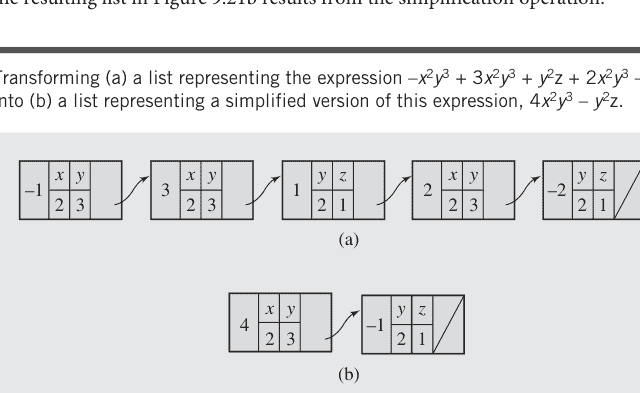 resulting list in Figure 9.21b results from the simplification operation.
Transforming (a) a list representing the expression –x²y³ + 3x²y³ + y²z + 2x²y³ –
into (b) a list representing a simplified version of this expression, 4x²y³ – y²z.
–1 x y 3 x y 1 y z 2 x y –2 y z
2 3 2 3 2 1 2 3 2 1
(a)
4 x y –1 y z
2 3 2 1
(b)